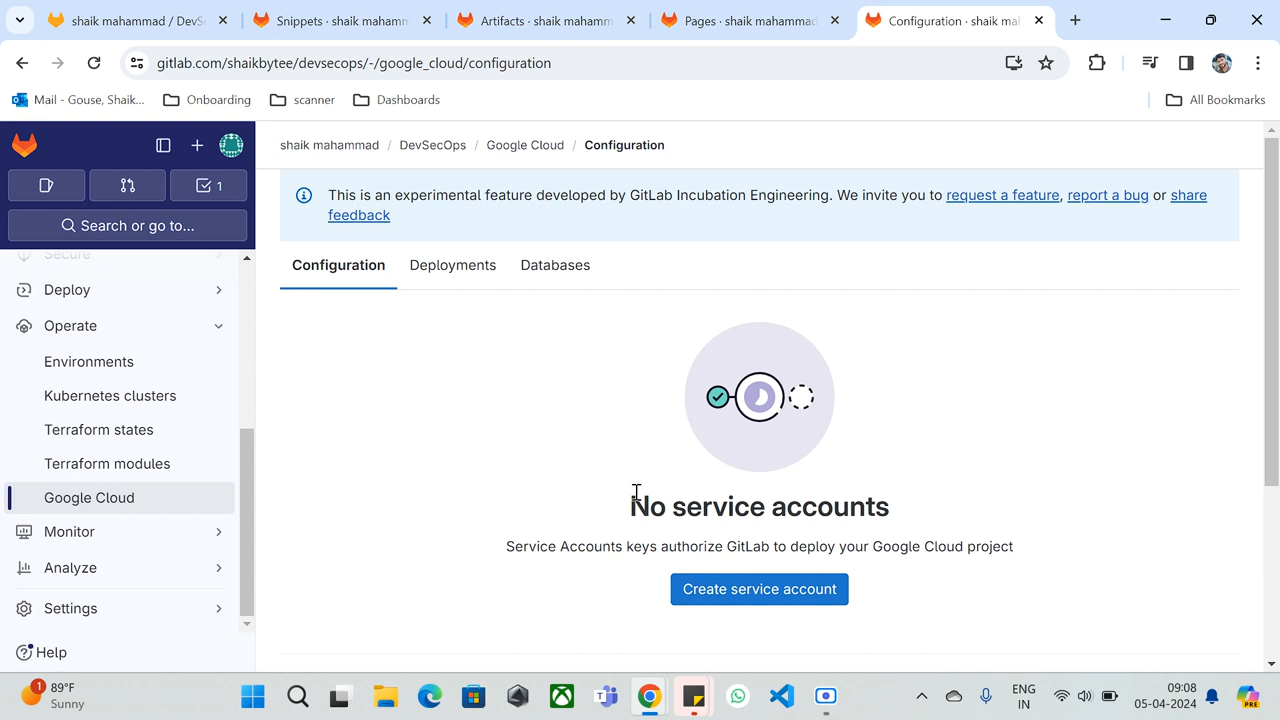 shaik mahammad / DevS
Snippets · shaik mahamm
Artifacts · shaik mahamm
Pages · shaik mahammad
Configuration · shaik mal
gitlab.com/shaikbytee/devsecops/-/google_cloud/configuration
Mail - Gouse, Shaik...
Onboarding
scanner
Dashboards
All Bookmarks
shaik mahammad / DevSecOps / Google Cloud / Configuration
1
Search or go to...
This is an experimental feature developed by GitLab Incubation Engineering. We invite you to request a feature, report a bug or share
feedback
Secure
Deploy
Operate
Environments
Kubernetes clusters
Terraform states
Terraform modules
Google Cloud
Monitor
Analyze
Settings
Help
Configuration
Deployments
Databases
No service accounts
Service Accounts keys authorize GitLab to deploy your Google Cloud project
Create service account
1
89°F
Sunny
ENG
IN
09:08
05-04-2024
PRE